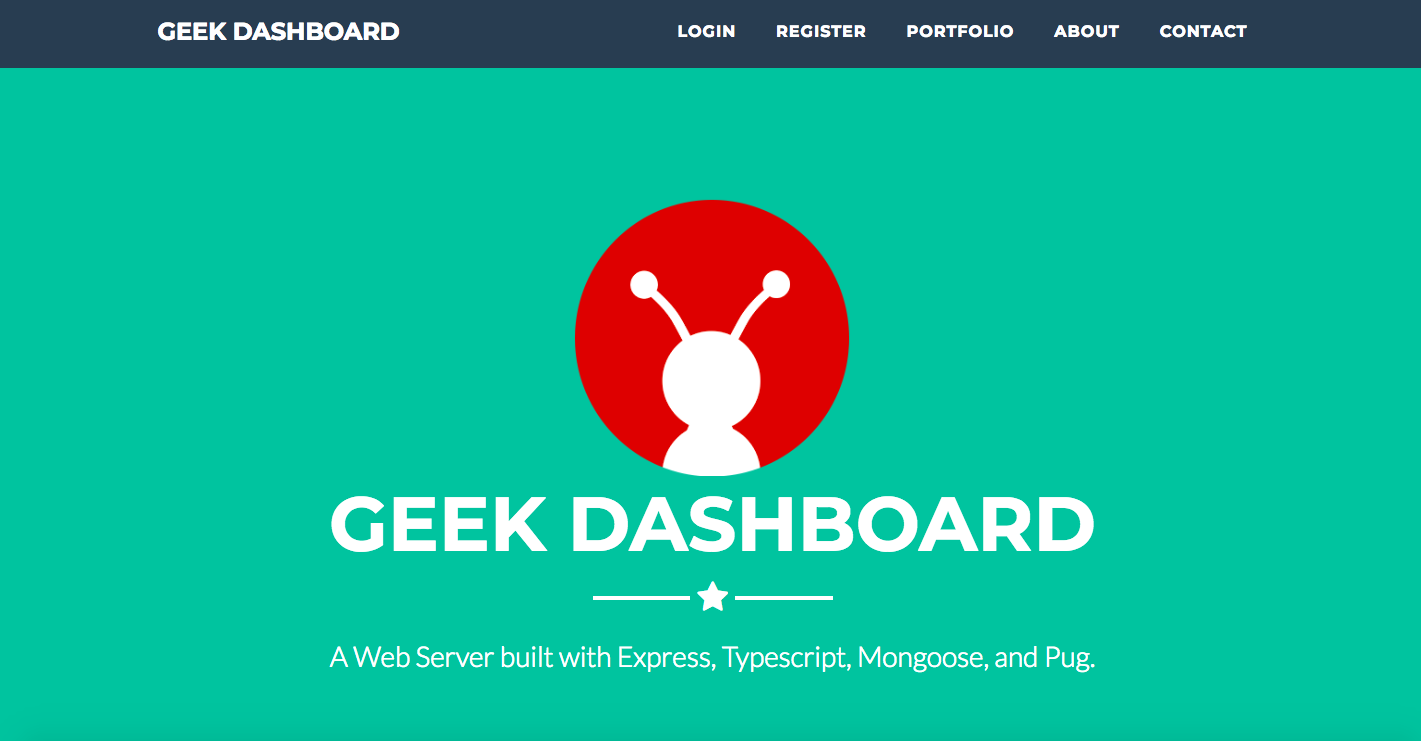 GEEK DASHBOARD LOGIN REGISTER PORTFOLIO ABOUT CONTACT
GEEK DASHBOARD
A Web Server built with Express, Typescript, Mongoose, and Pug.